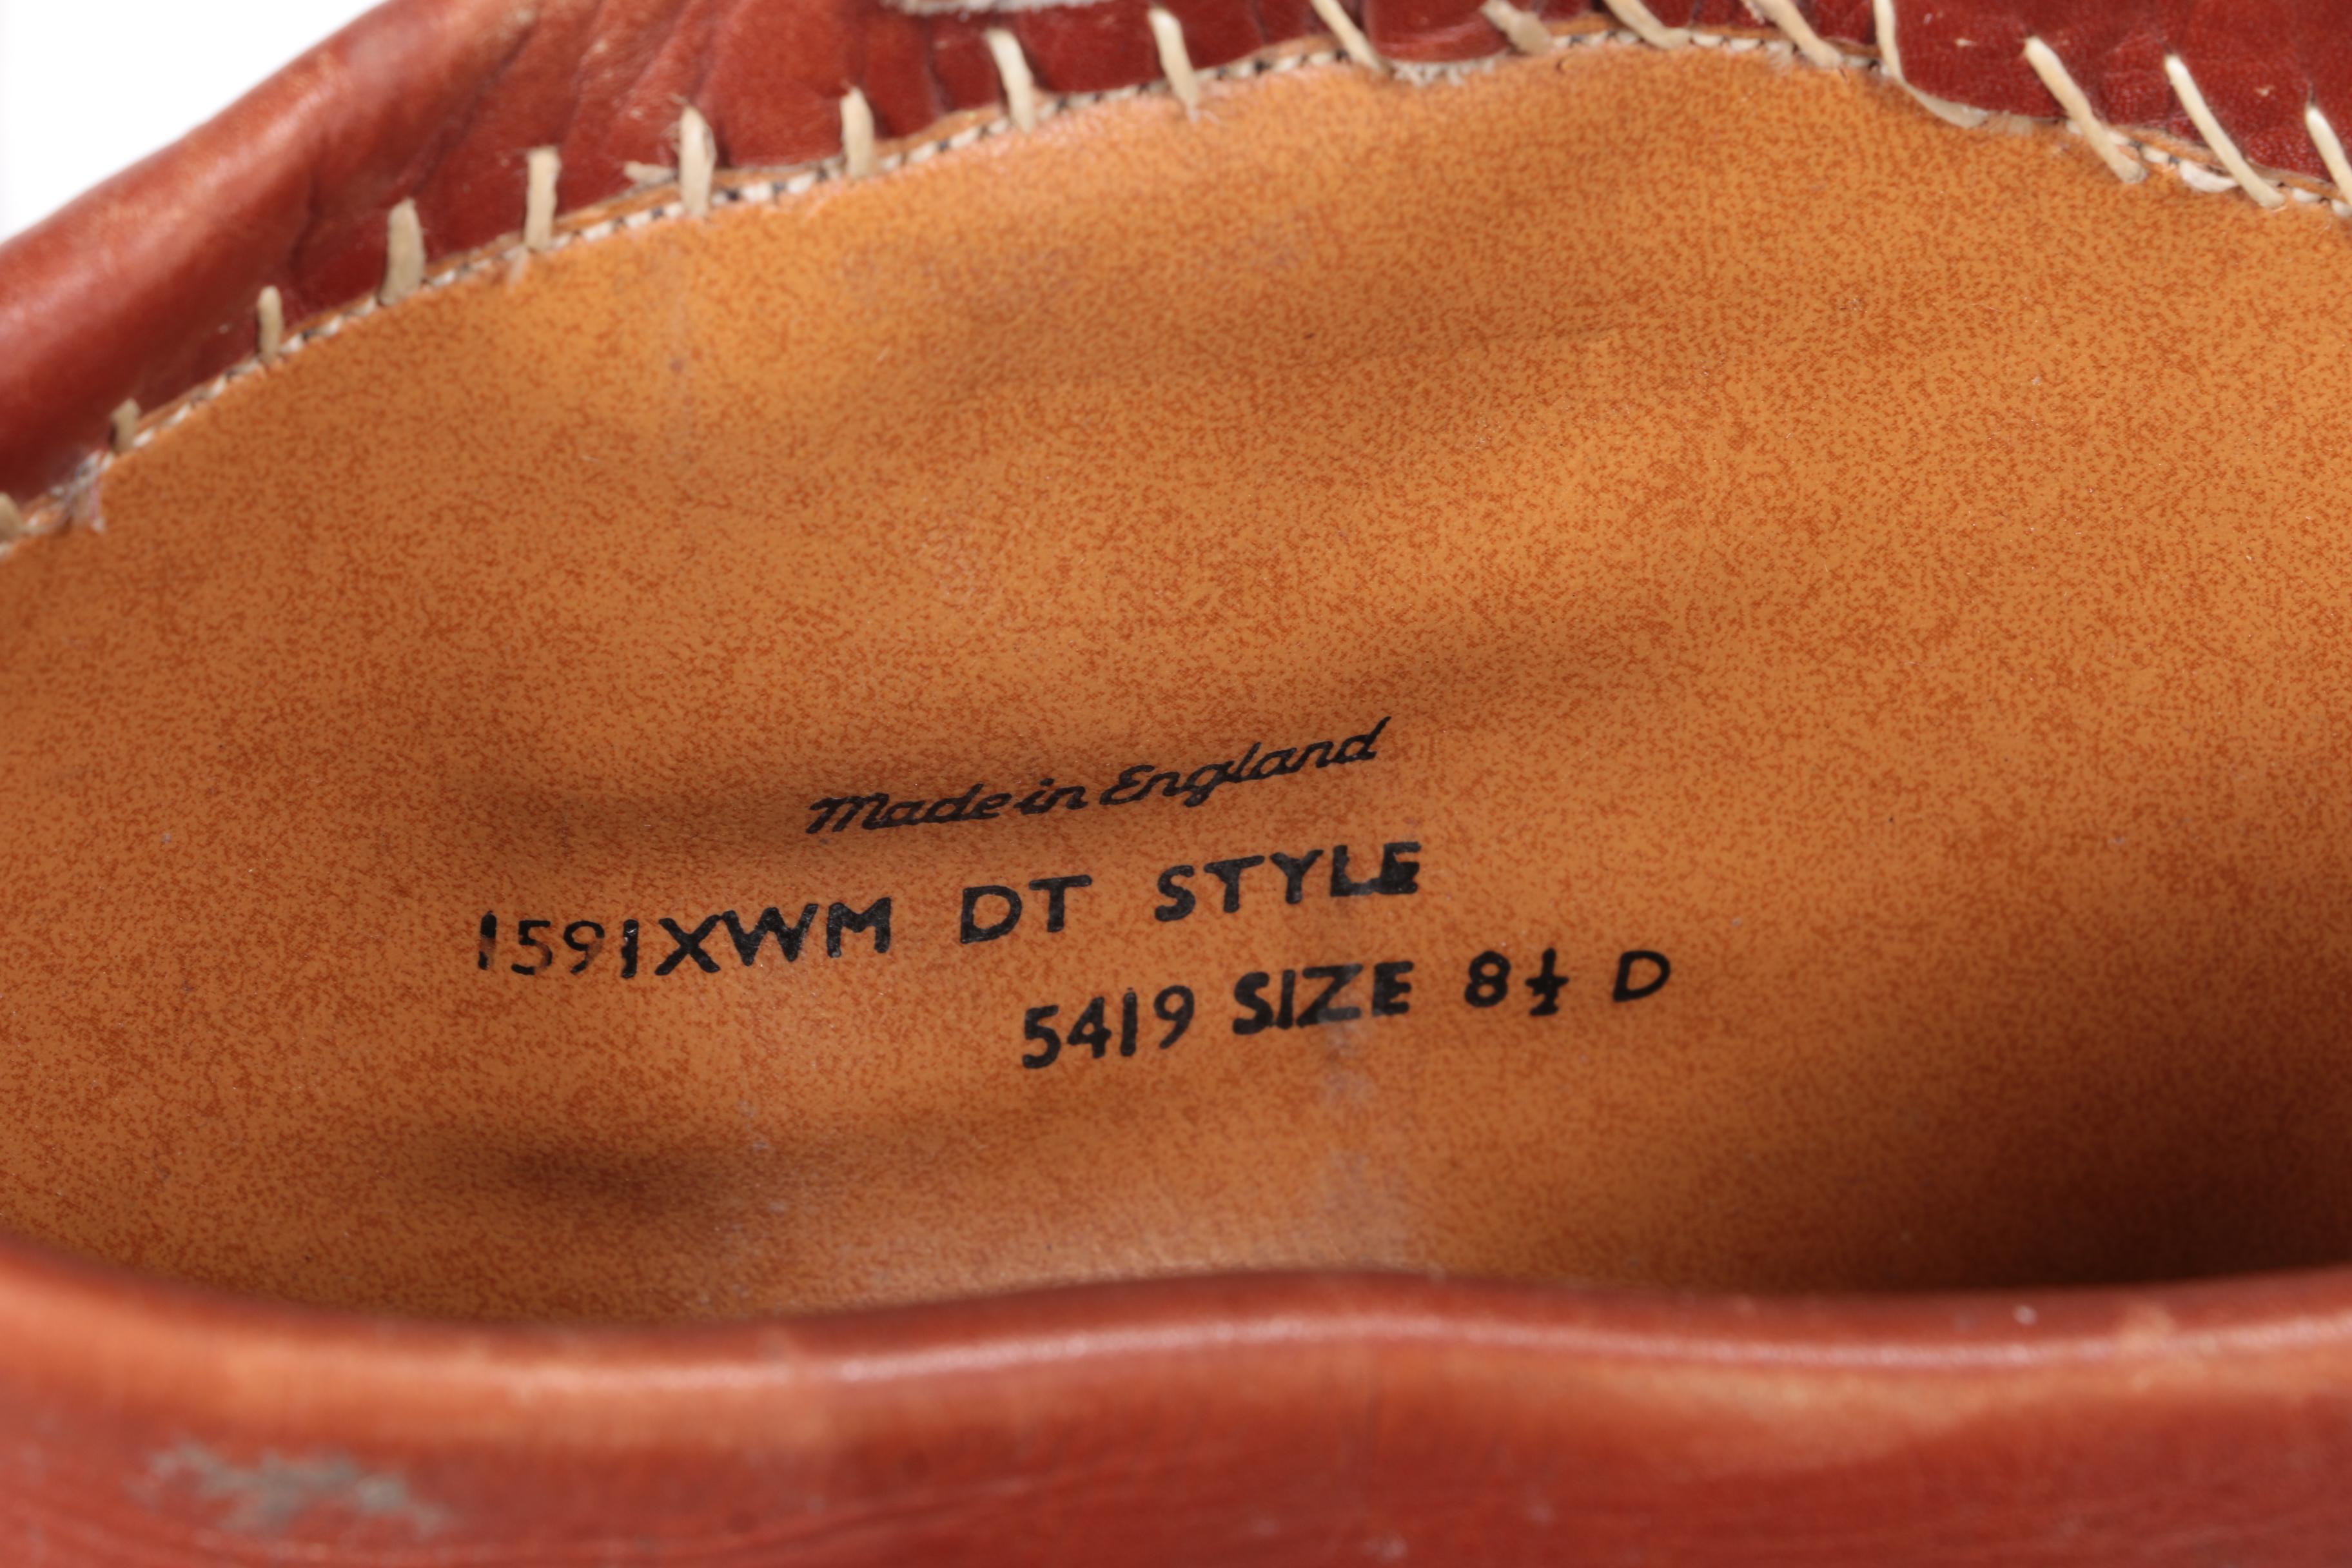 Made in England
1591XWM DT STYLE
5419 SIZE 8½ D